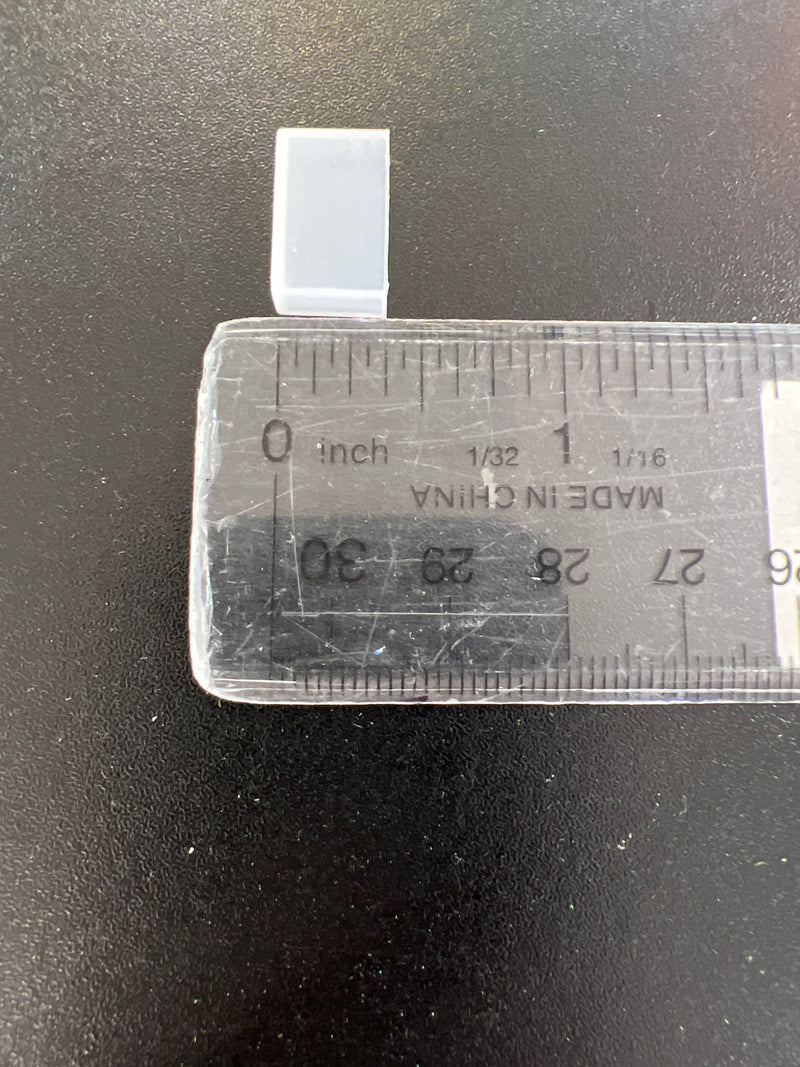 0 inch 1/32 1 1/16
MADE IN CHINA
30 29 28 27 26